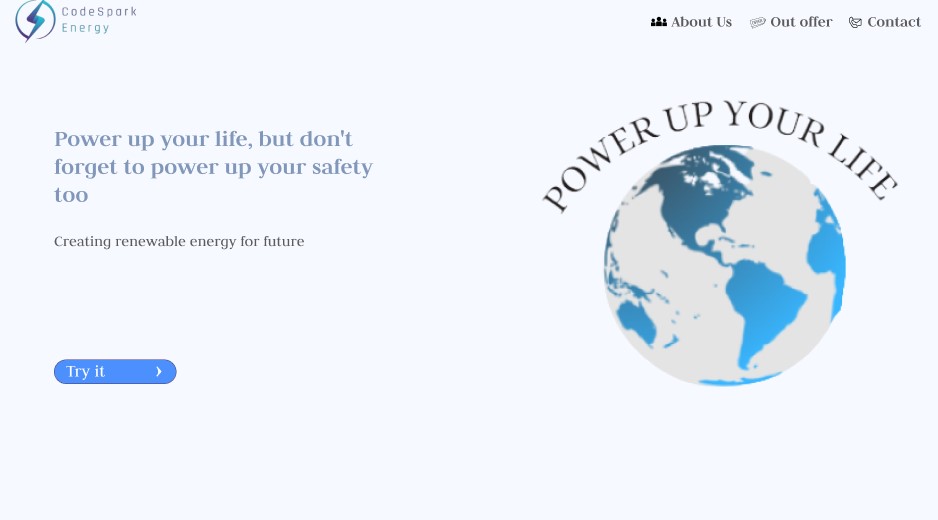 CodeSpark
Energy
About Us
Out offer
Contact
POWER UP YOUR LIFE
Power up your life, but don't
forget to power up your safety
too
Creating renewable energy for future
Try it